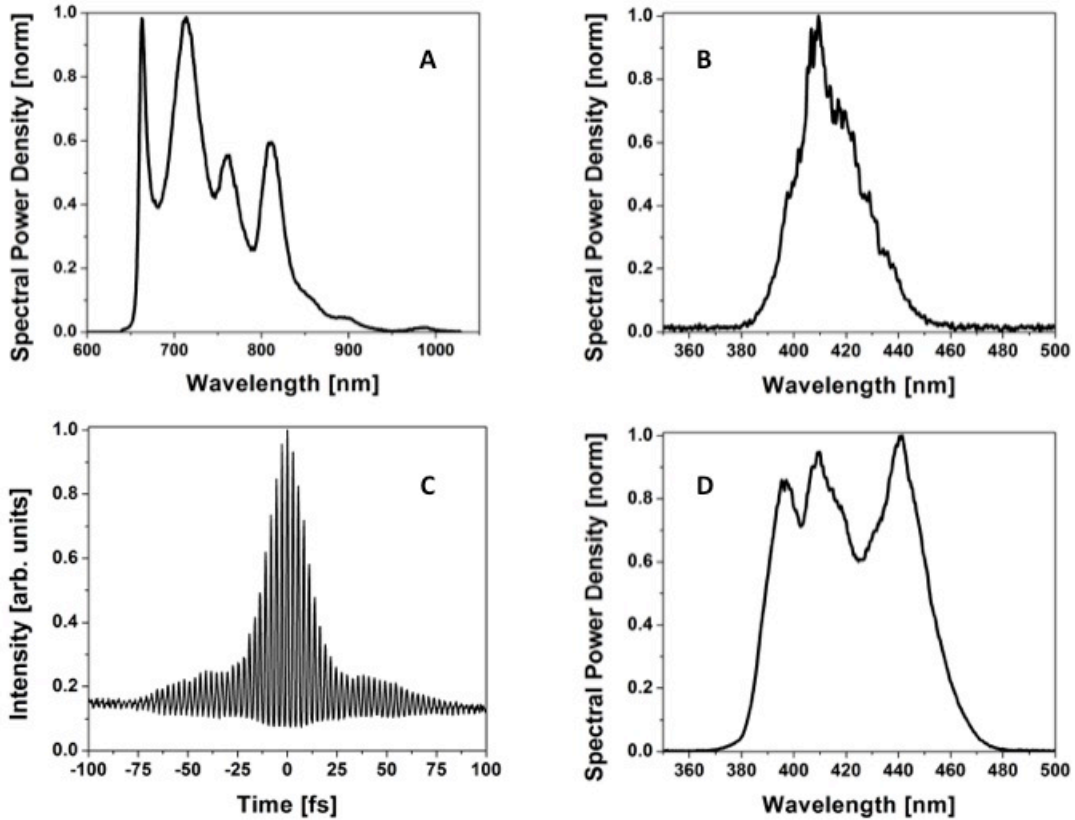 Spectral Power Density [norm]
1.0
0.8
0.6
0.4
0.2
0.0
A
600 700 800 900 1000
Wavelength [nm]
Spectral Power Density [norm]
1.0
0.8
0.6
0.4
0.2
0.0
B
360 380 400 420 440 460 480 500
Wavelength [nm]
Intensity [arb. units]
1.0
0.8
0.6
0.4
0.2
0.0
C
-100 -75 -50 -25 0 25 50 75 100
Time [fs]
Spectral Power Density [norm]
1.0
0.8
0.6
0.4
0.2
0.0
D
360 380 400 420 440 460 480 500
Wavelength [nm]